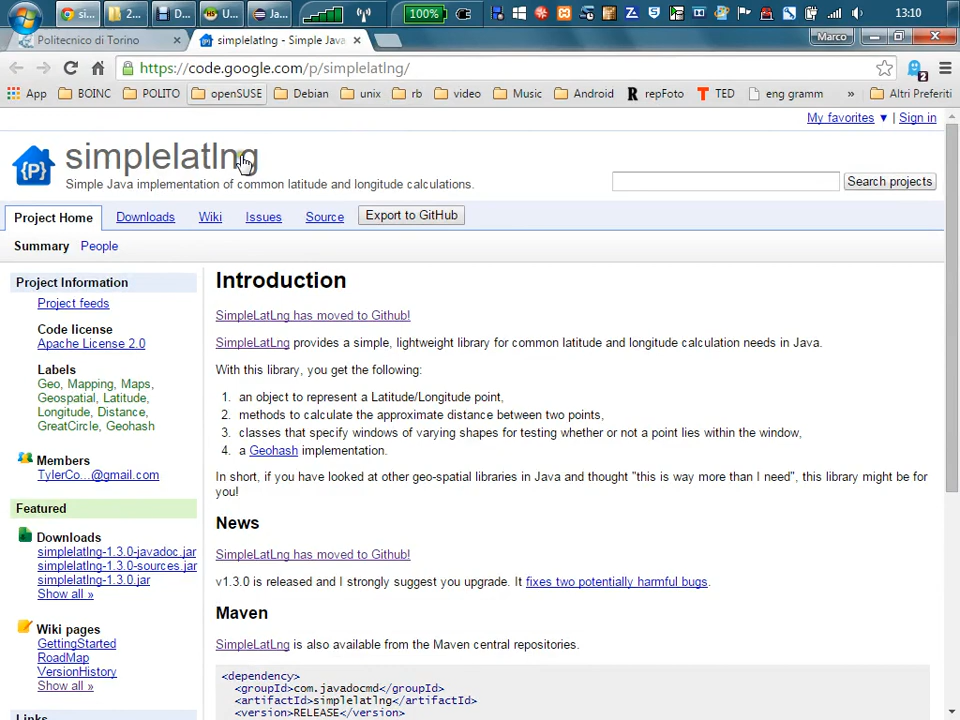 si...
2...
D...
U...
Ja...
100%
13:10
Politecnico di Torino
simplelatlng - Simple Java
Marco
https://code.google.com/p/simplelatlng/
2
App BOINC POLITO openSUSE Debian unix rb video Music Android R repFoto T TED eng gramm » Altri Preferiti
My favorites ▼ | Sign in
{P}
simplelatlng
Simple Java implementation of common latitude and longitude calculations.
Search projects
Project Home Downloads Wiki Issues Source Export to GitHub
Summary People
Project Information
Project feeds
Code license
Apache License 2.0
Labels
Geo, Mapping, Maps,
Geospatial, Latitude,
Longitude, Distance,
GreatCircle, Geohash
Members
TylerCo...@gmail.com
Featured
Downloads
simplelatlng-1.3.0-javadoc.jar
simplelatlng-1.3.0-sources.jar
simplelatlng-1.3.0.jar
Show all »
Wiki pages
GettingStarted
RoadMap
VersionHistory
Show all »
Links
Introduction
SimpleLatLng has moved to Github!
SimpleLatLng provides a simple, lightweight library for common latitude and longitude calculation needs in Java.
With this library, you get the following:
1. an object to represent a Latitude/Longitude point,
2. methods to calculate the approximate distance between two points,
3. classes that specify windows of varying shapes for testing whether or not a point lies within the window,
4. a Geohash implementation.
In short, if you have looked at other geo-spatial libraries in Java and thought "this is way more than I need", this library might be for
you!
News
SimpleLatLng has moved to Github!
v1.3.0 is released and I strongly suggest you upgrade. It fixes two potentially harmful bugs.
Maven
SimpleLatLng is also available from the Maven central repositories.
<dependency>
<groupId>com.javadocmd</groupId>
<artifactId>simplelatlng</artifactId>
<version>RELEASE</version>